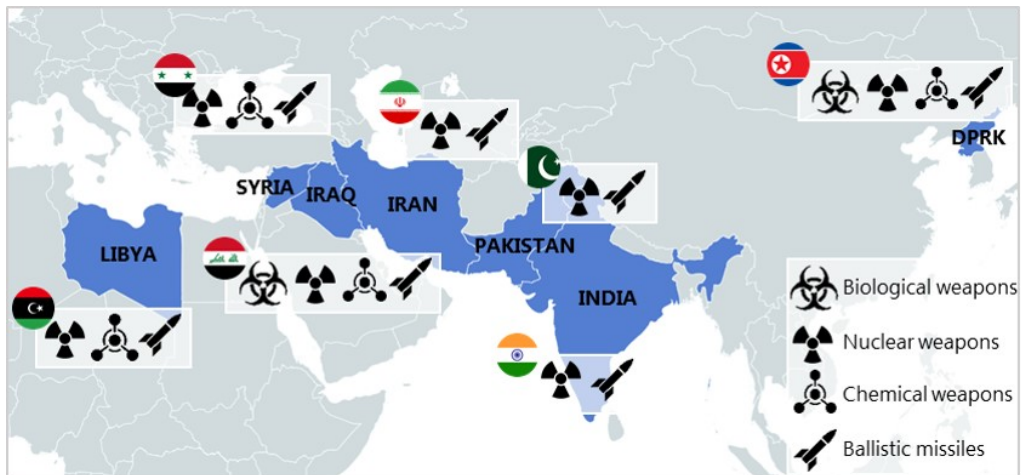 DPRK
SYRIA
IRAQ
IRAN
PAKISTAN
LIBYA
INDIA
Biological weapons
Nuclear weapons
Chemical weapons
Ballistic missiles